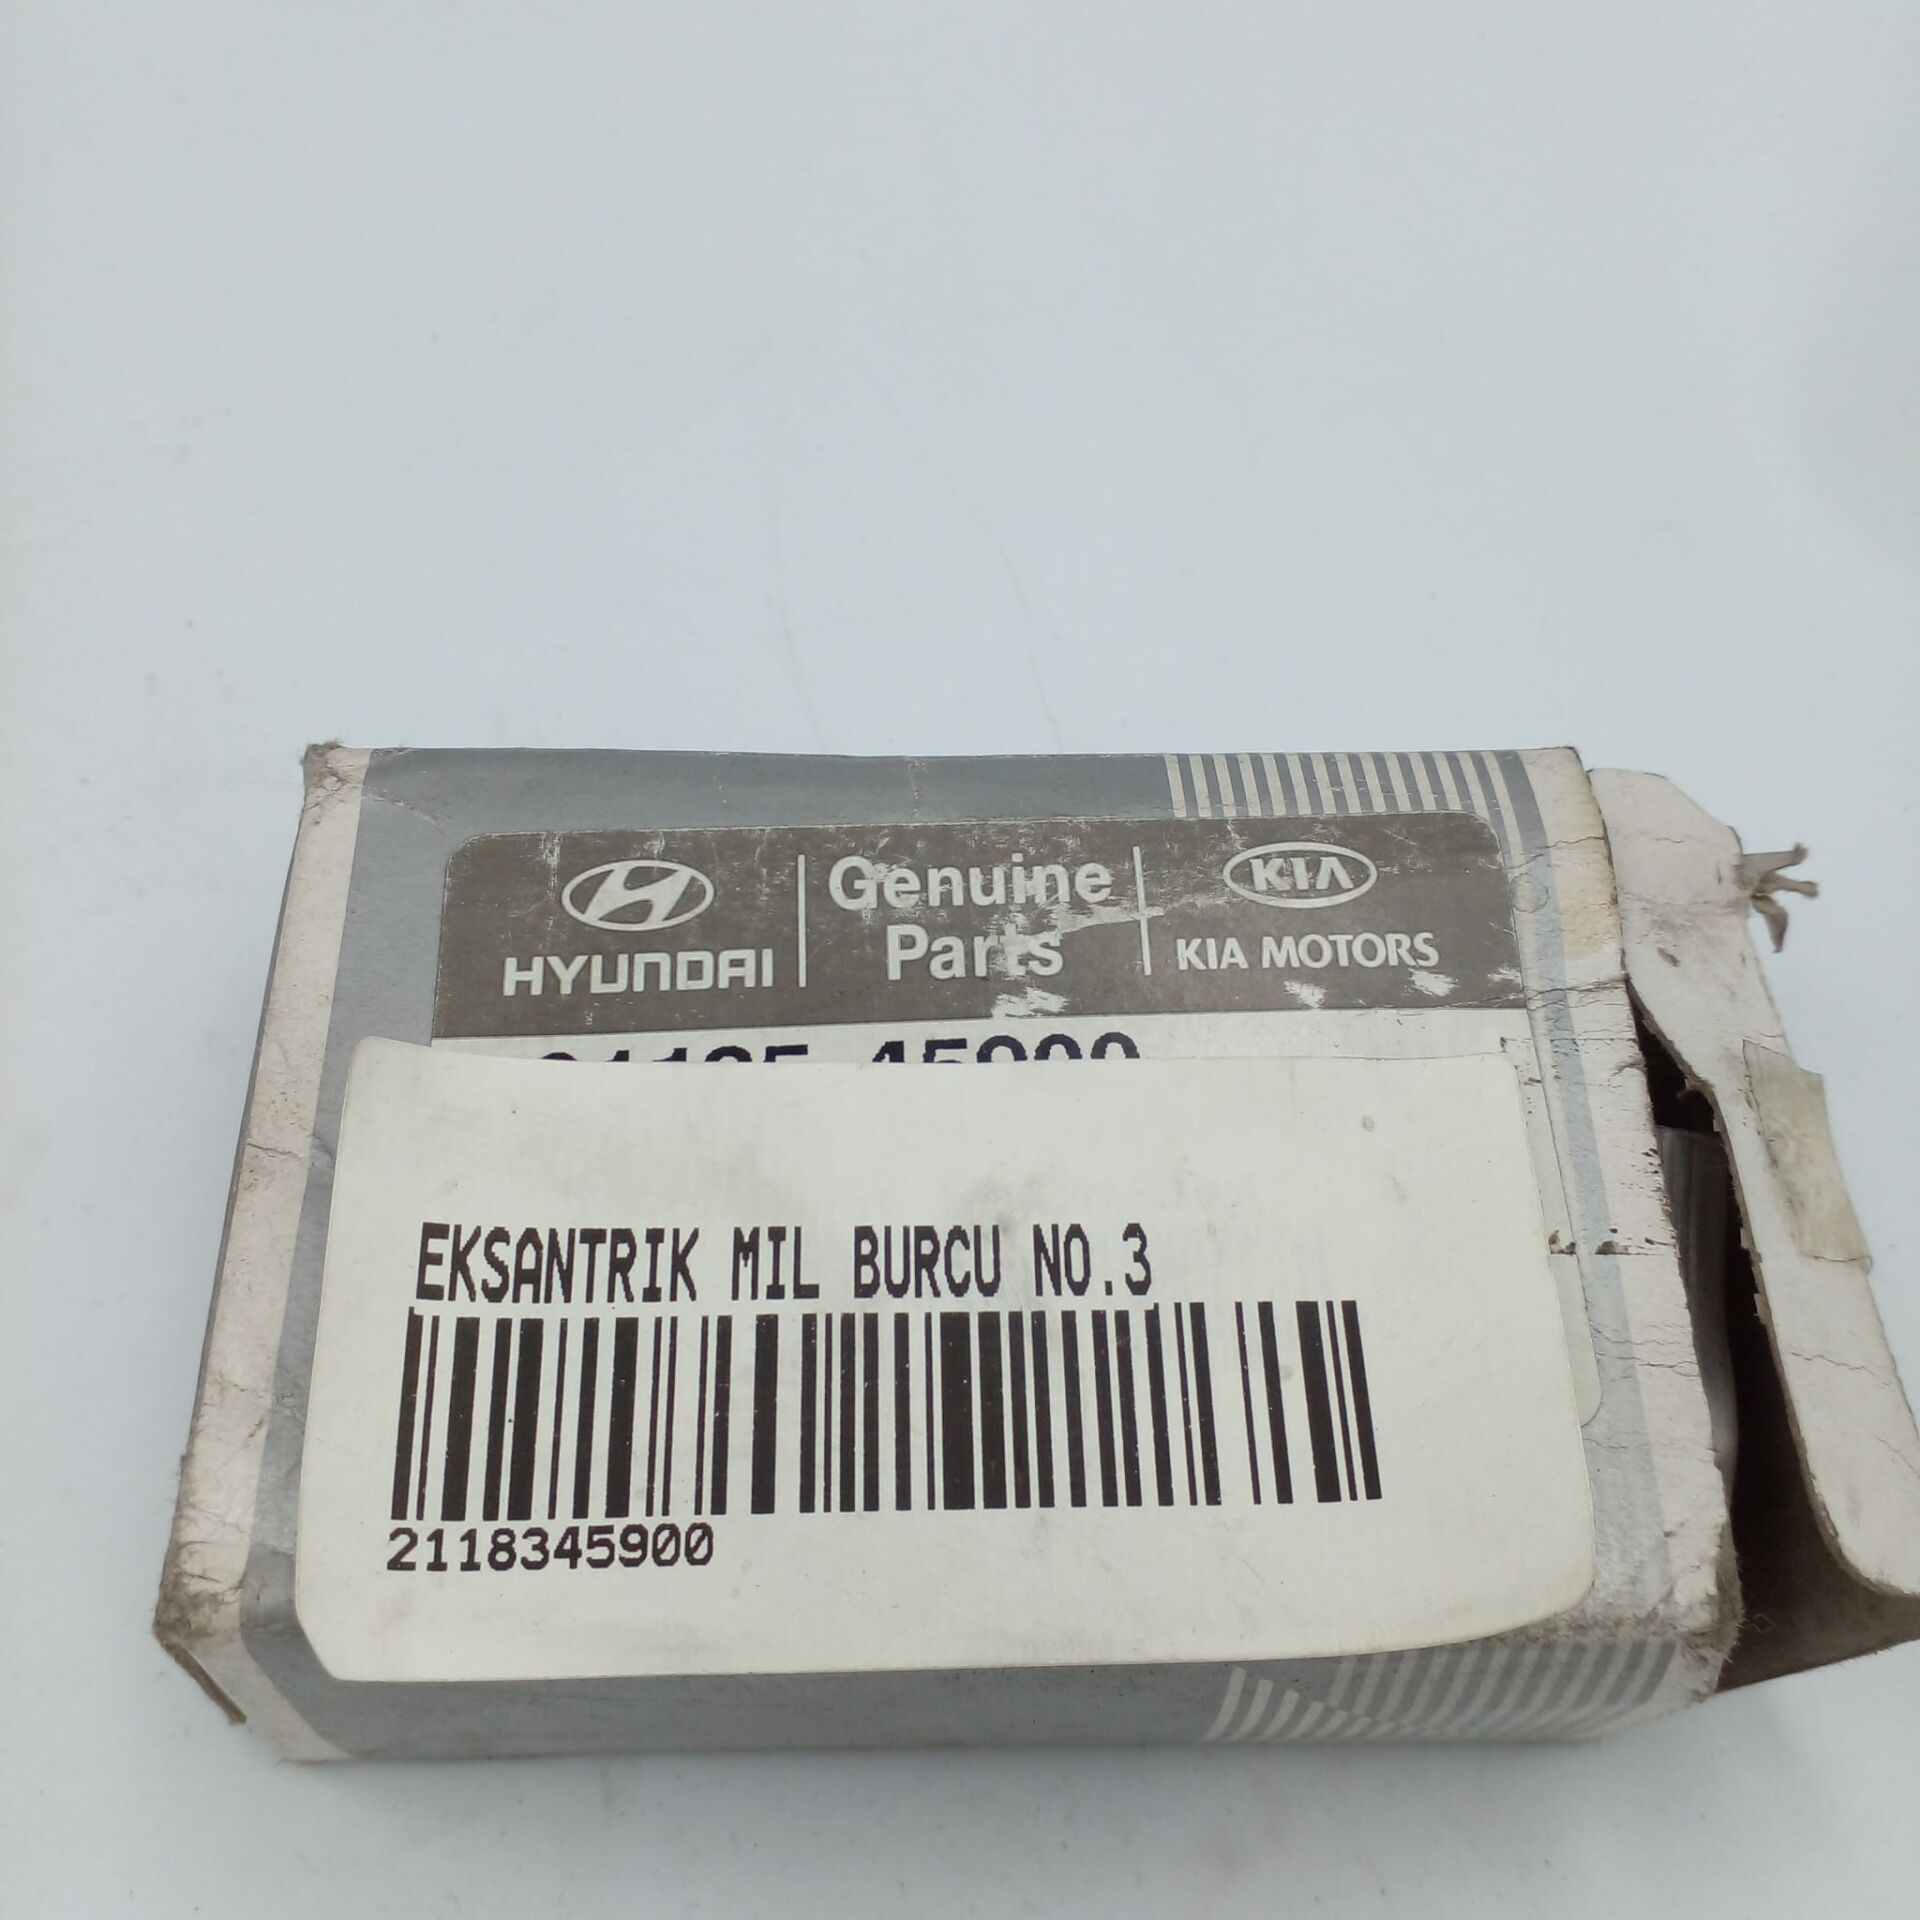 HYUNDAI
Genuine
Parts
KIA
KIA MOTORS
EKSANTRIK MIL BURCU NO.3
2118345900